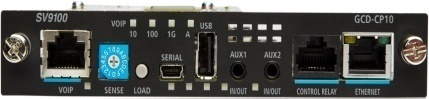 SV9100
GCD-CP10
VOIP
10 100 1G A
USB
SERIAL
AUX1 AUX2
VOIP
SENSE
LOAD
IN/OUT
IN/OUT
CONTROL RELAY
ETHERNET